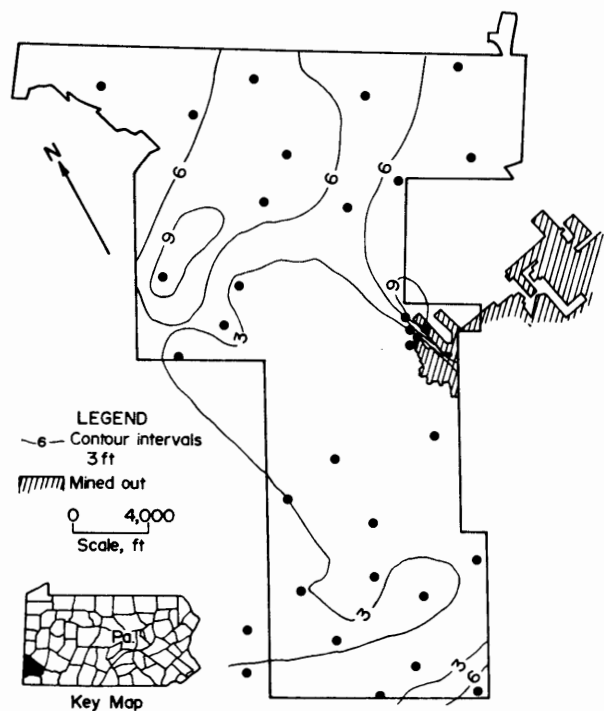 6
6
6
9
N
9
3
LEGEND
—6— Contour intervals
3 ft
Mined out
0 4,000
Scale, ft
3
3
6
Pa.
Key Map